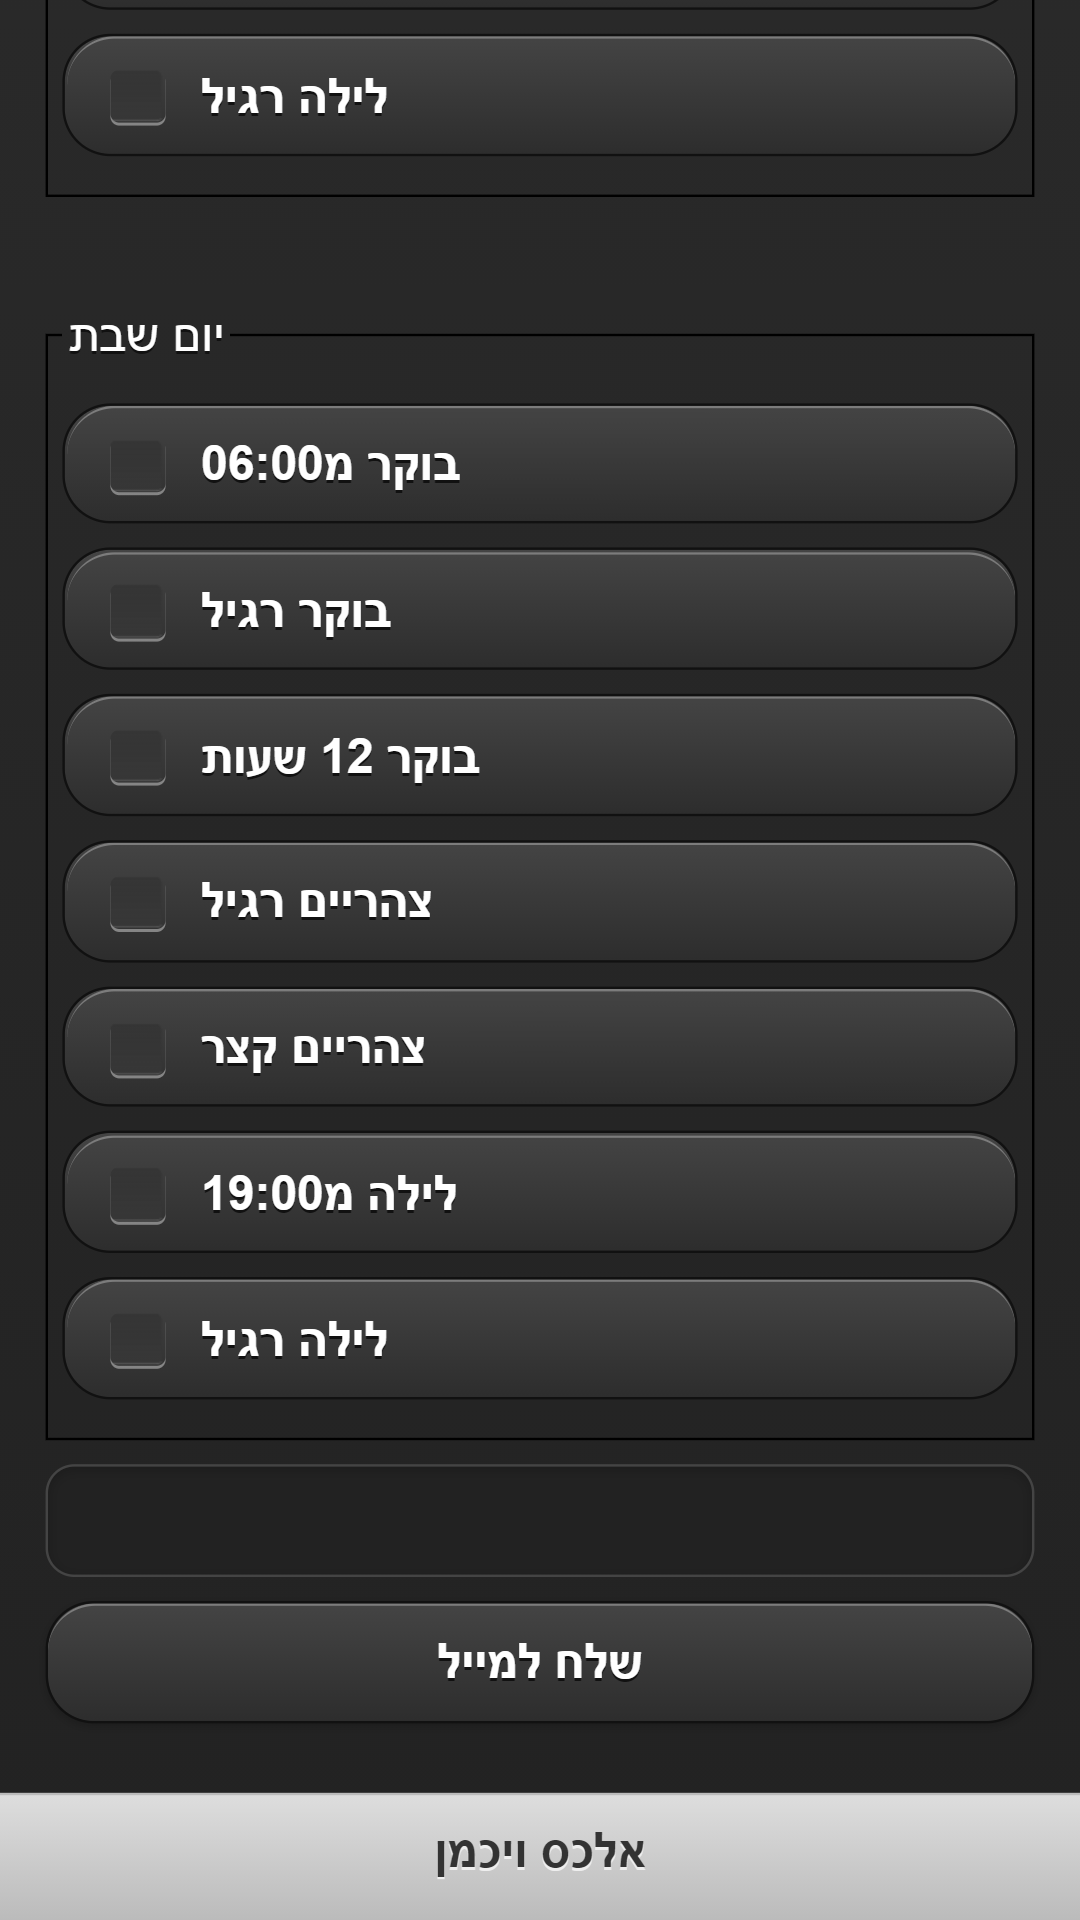 לילה רגיל
יום שבת
בוקר מ06:00
בוקר רגיל
בוקר 12 שעות
צהריים רגיל
צהריים קצר
לילה מ19:00
לילה רגיל
שלח למייל
אלכס ויכמן